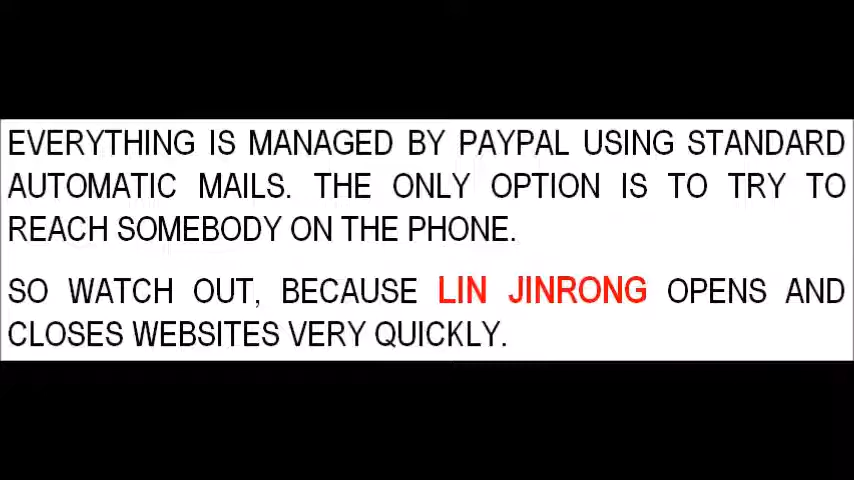 EVERYTHING IS MANAGED BY PAYPAL USING STANDARD
AUTOMATIC MAILS. THE ONLY OPTION IS TO TRY TO
REACH SOMEBODY ON THE PHONE.
SO WATCH OUT, BECAUSE LIN JINRONG OPENS AND
CLOSES WEBSITES VERY QUICKLY.